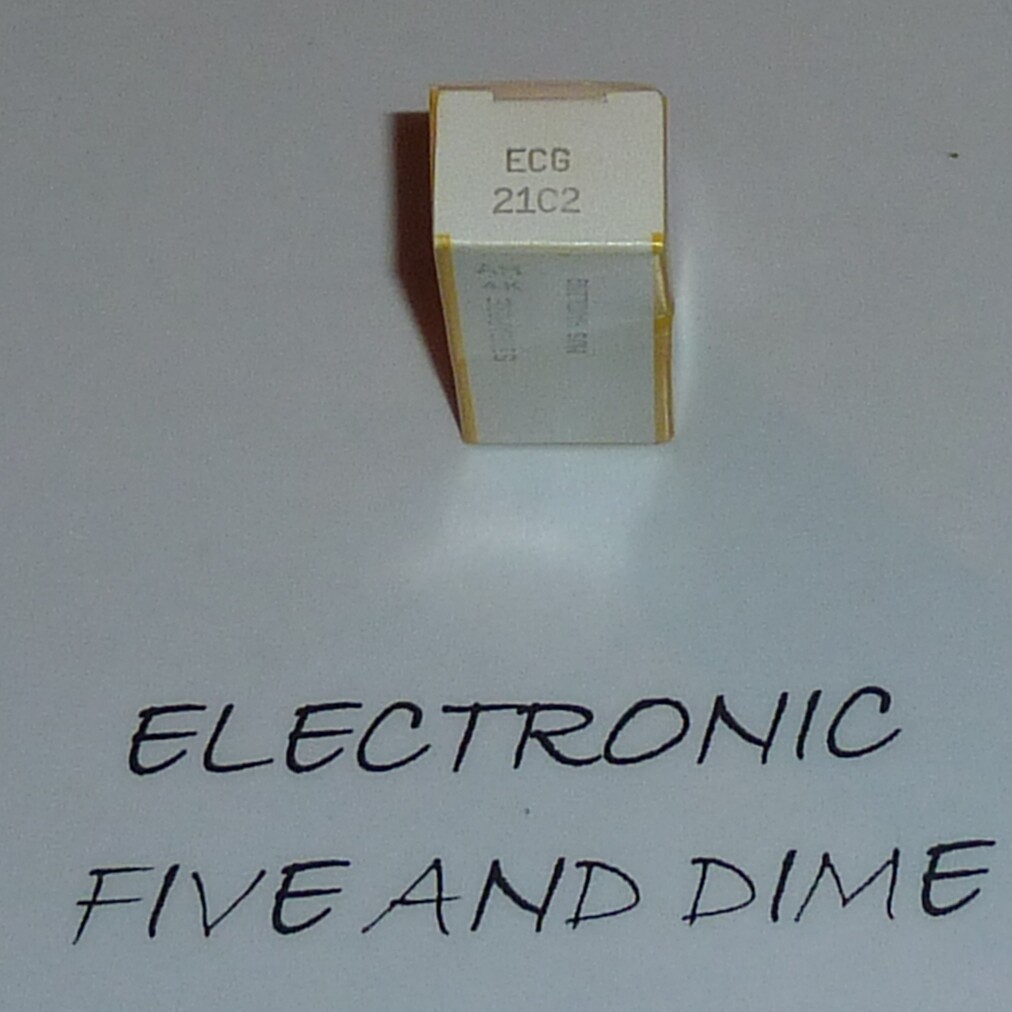 ECG
21C2
ELECTRONIC
FIVE AND DIME